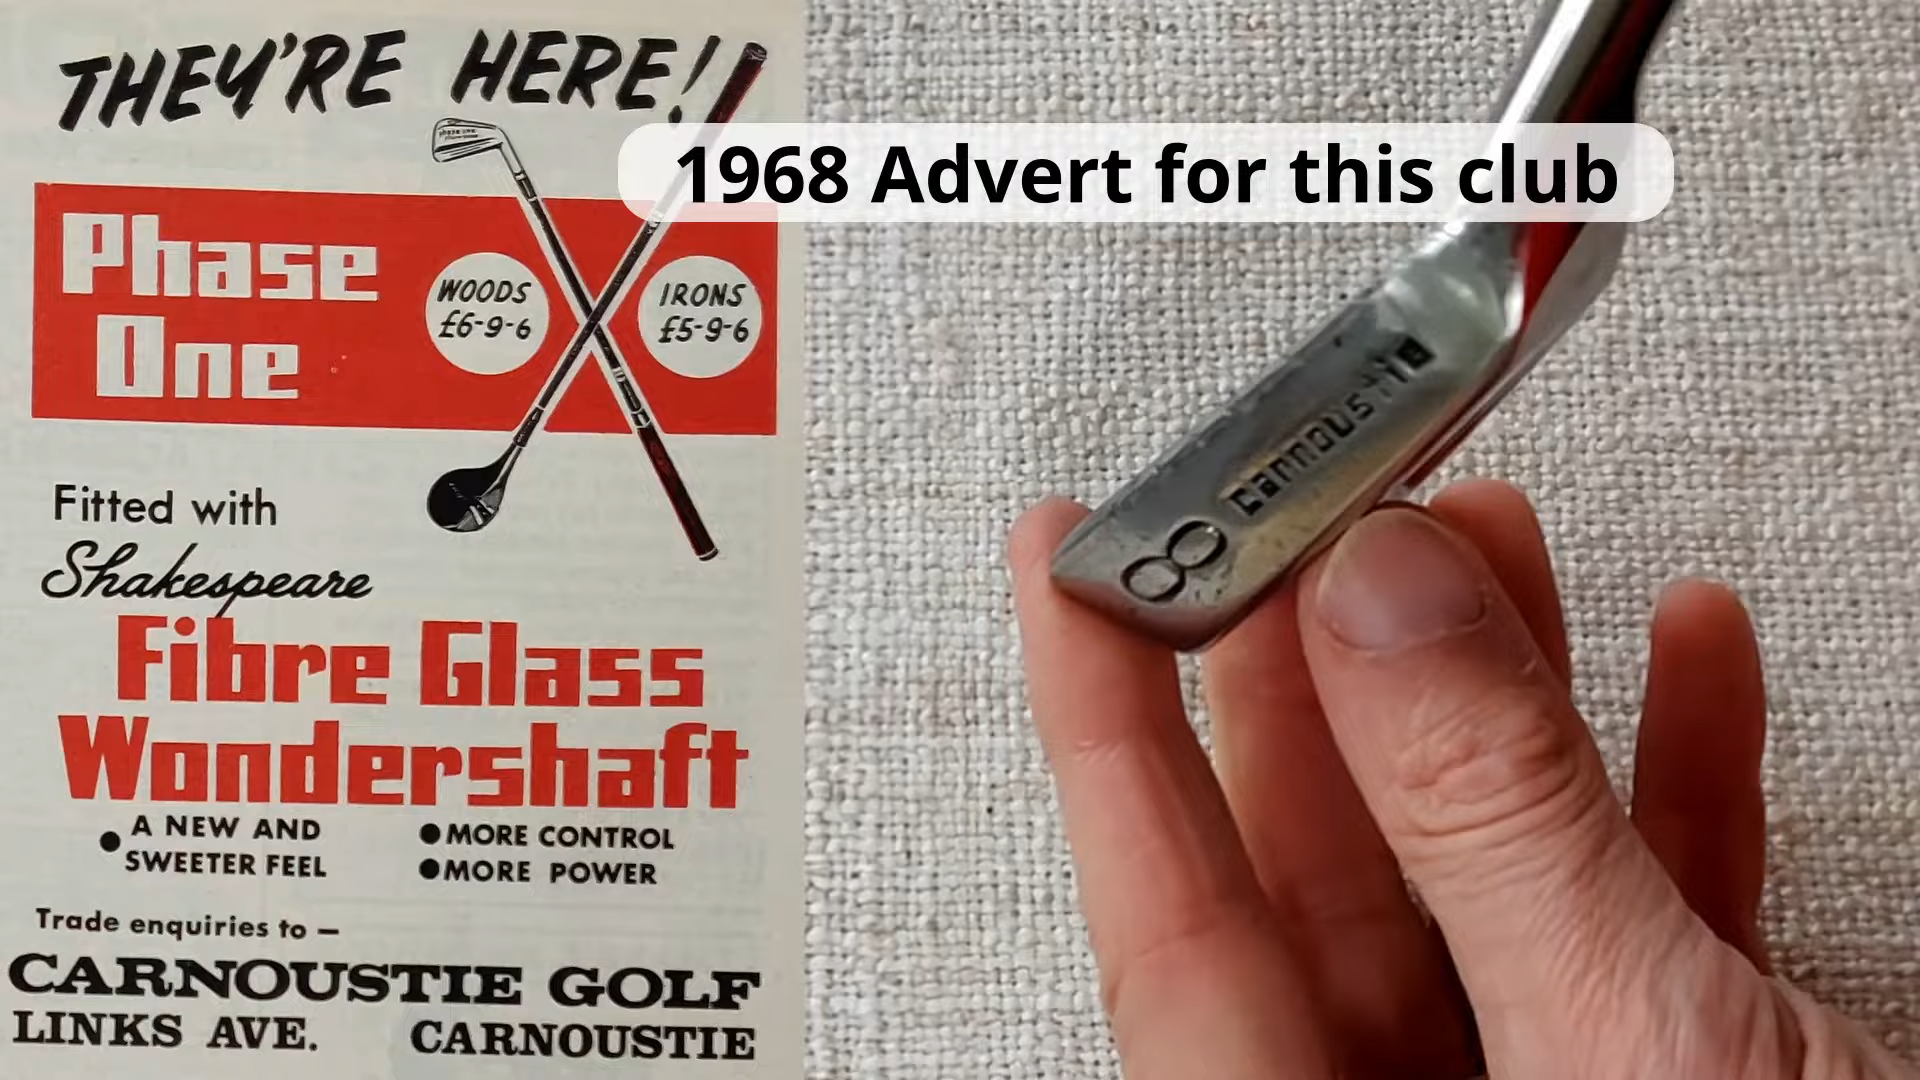 THEY'RE HERE!
1968 Advert for this club
Phase
One
WOODS
£6-9-6
IRONS
£5-9-6
Fitted with
Shakespeare
Fibre Glass
Wondershaft
● A NEW AND
SWEETER FEEL
● MORE CONTROL
● MORE POWER
Trade enquiries to —
CARNOUSTIE GOLF
LINKS AVE. CARNOUSTIE
8 carnoustie